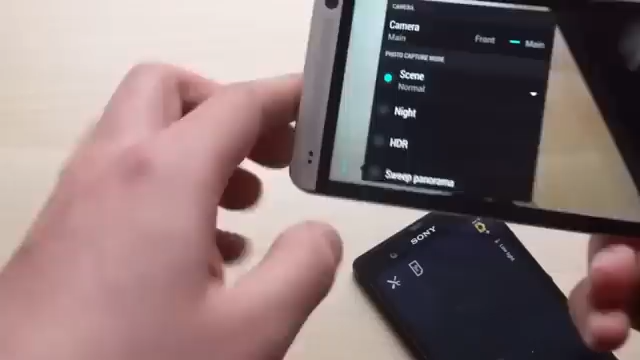 CAMERA
Camera
Main
Front
Main
PHOTO CAPTURE MODE
Scene
Normal
Night
HDR
Sweep panorama
SONY